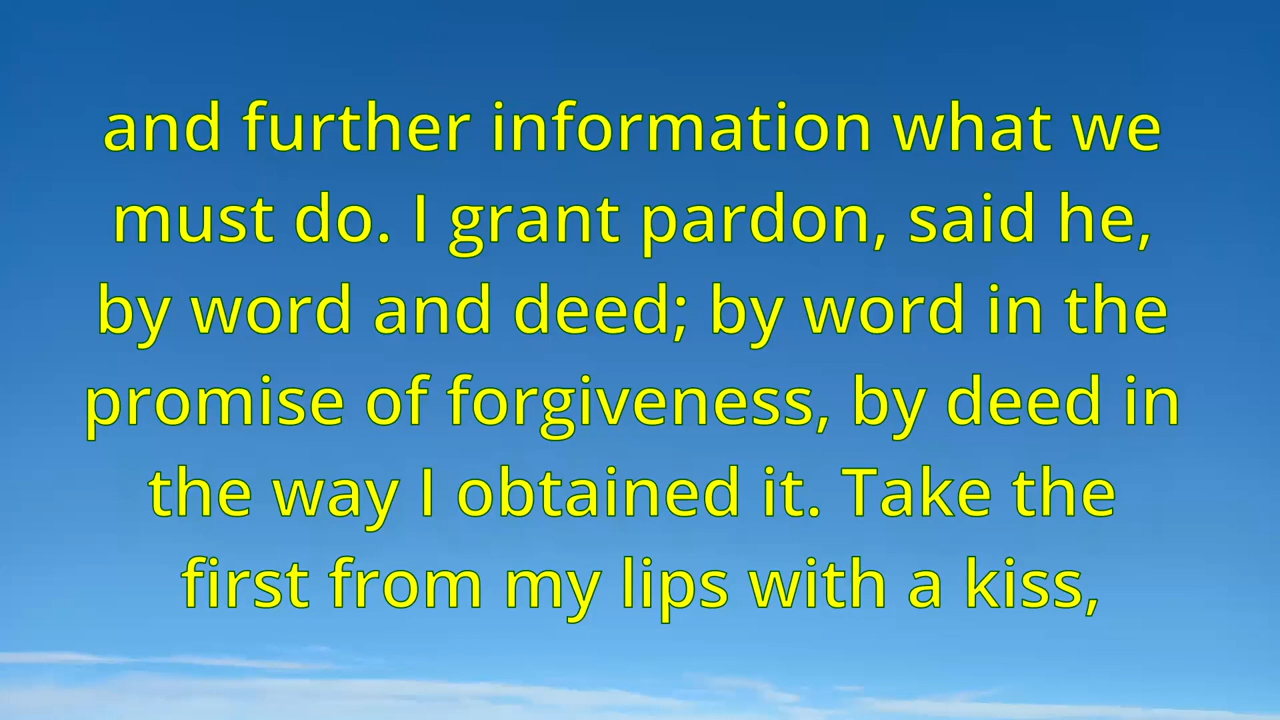 and further information what we
must do. I grant pardon, said he,
by word and deed; by word in the
promise of forgiveness, by deed in
the way I obtained it. Take the
first from my lips with a kiss,